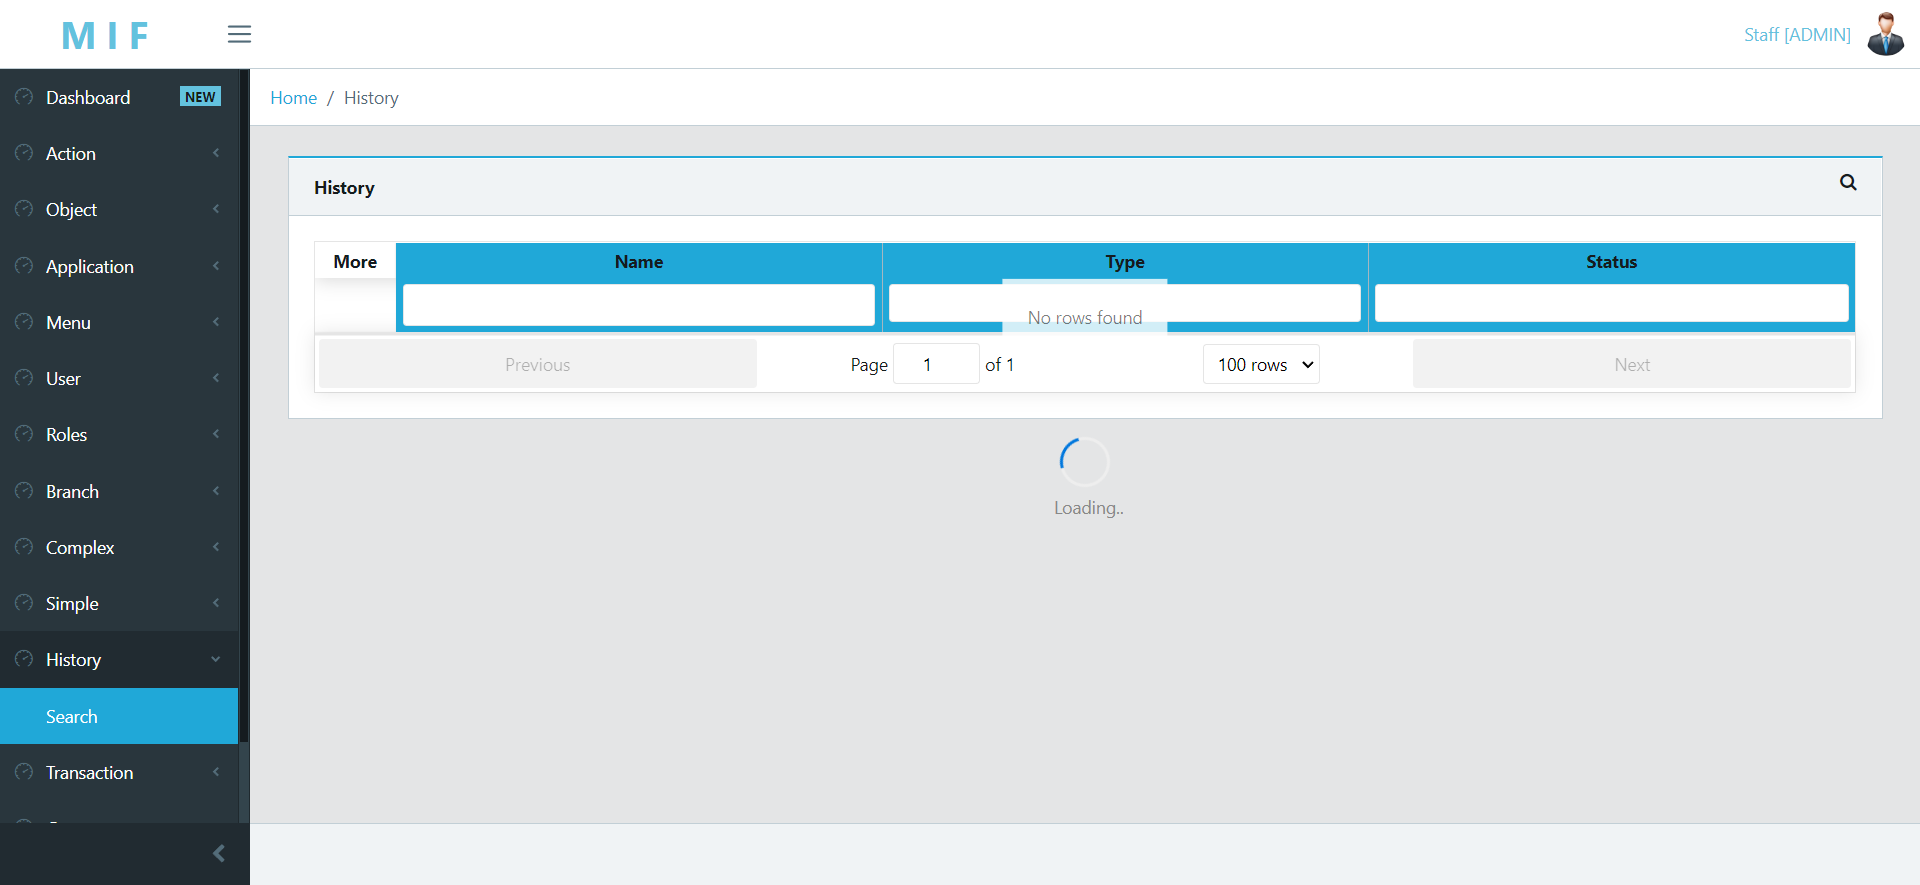 M I F
Staff [ADMIN]
Dashboard NEW
Action
Object
Application
Menu
User
Roles
Branch
Complex
Simple
History
Search
Transaction
Home / History
History
More Name Type Status
No rows found
Previous Page 1 of 1 100 rows Next
Loading..